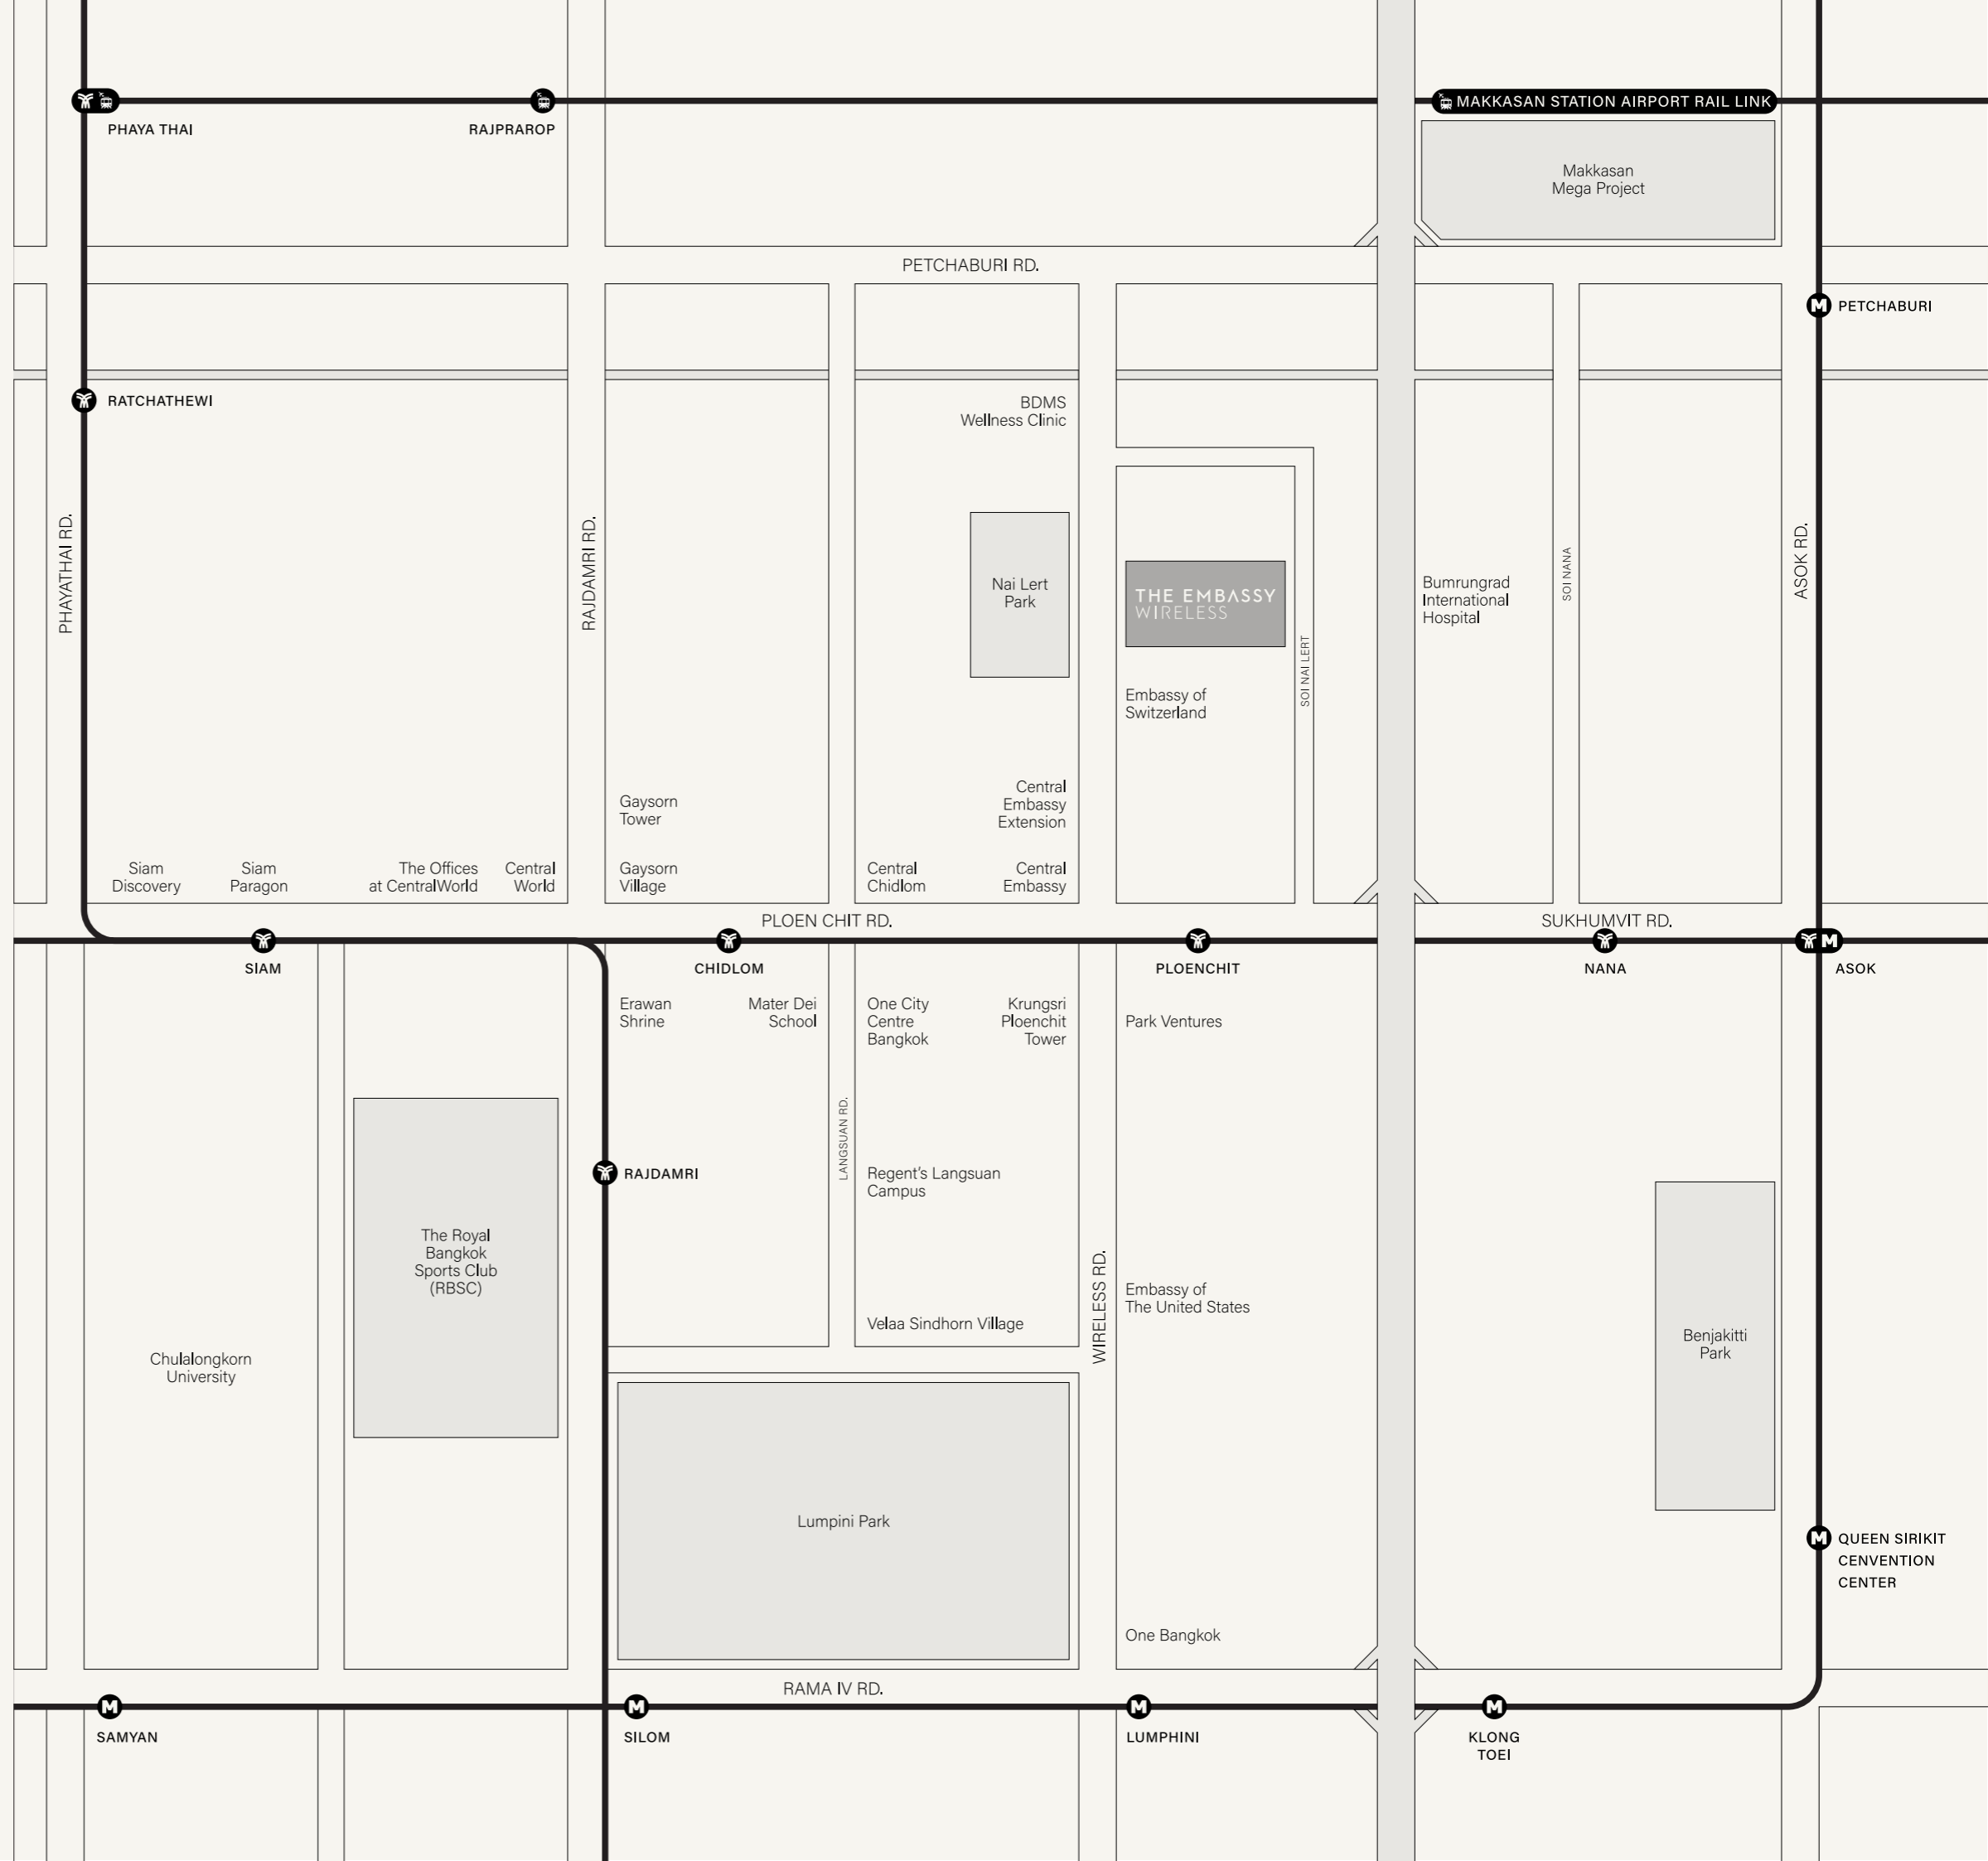 MAKKASAN STATION AIRPORT RAIL LINK
PHAYA THAI
RAJPRAROP
Makkasan
Mega Project
PETCHABURI RD.
PETCHABURI
RATCHATHEWI
BDMS
Wellness Clinic
PHAYATHAI RD.
RAJDAMRI RD.
Nai Lert
Park
THE EMBASSY
WIRELESS
SOI NAI LERT
Bumrungrad
International
Hospital
SOI NANA
ASOK RD.
Embassy of
Switzerland
Gaysorn
Tower
Central
Embassy
Extension
Siam
Discovery
Siam
Paragon
The Offices
at CentralWorld
Central
World
Gaysorn
Village
Central
Chidlom
Central
Embassy
PLOEN CHIT RD.
SUKHUMVIT RD.
SIAM
CHIDLOM
PLOENCHIT
NANA
M
ASOK
Erawan
Shrine
Mater Dei
School
One City
Centre
Bangkok
Krungsri
Ploenchit
Tower
Park Ventures
LANGSUAN RD.
RAJDAMRI
Regent’s Langsuan
Campus
The Royal
Bangkok
Sports Club
(RBSC)
WIRELESS RD.
Embassy of
The United States
Velaa Sindhorn Village
Benjakitti
Park
Chulalongkorn
University
Lumpini Park
M
QUEEN SIRIKIT
CENVENTION
CENTER
One Bangkok
RAMA IV RD.
M
SAMYAN
M
SILOM
M
LUMPHINI
M
KLONG
TOEI
M